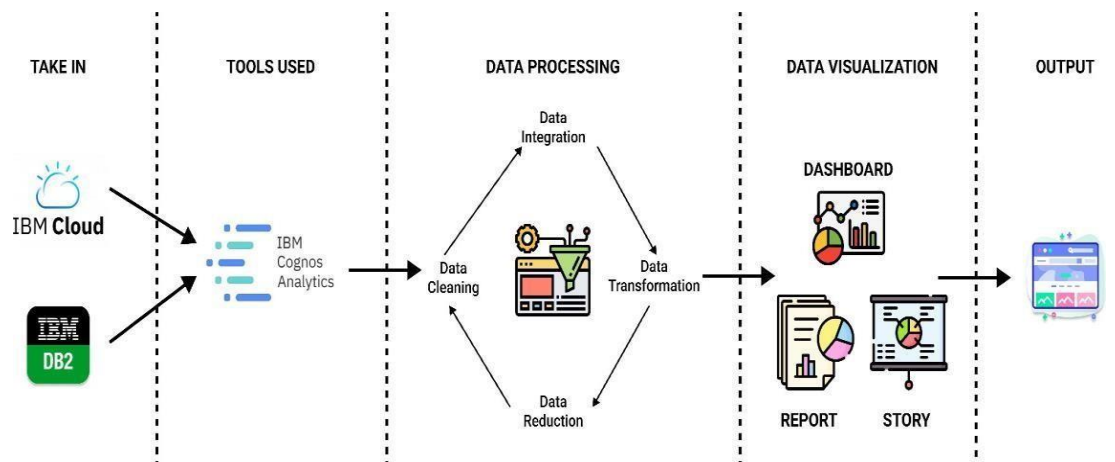 TAKE IN
TOOLS USED
DATA PROCESSING
DATA VISUALIZATION
OUTPUT
IBM Cloud
IBM
DB2
IBM
Cognos
Analytics
Data
Integration
Data
Cleaning
Data
Transformation
Data
Reduction
DASHBOARD
REPORT
STORY